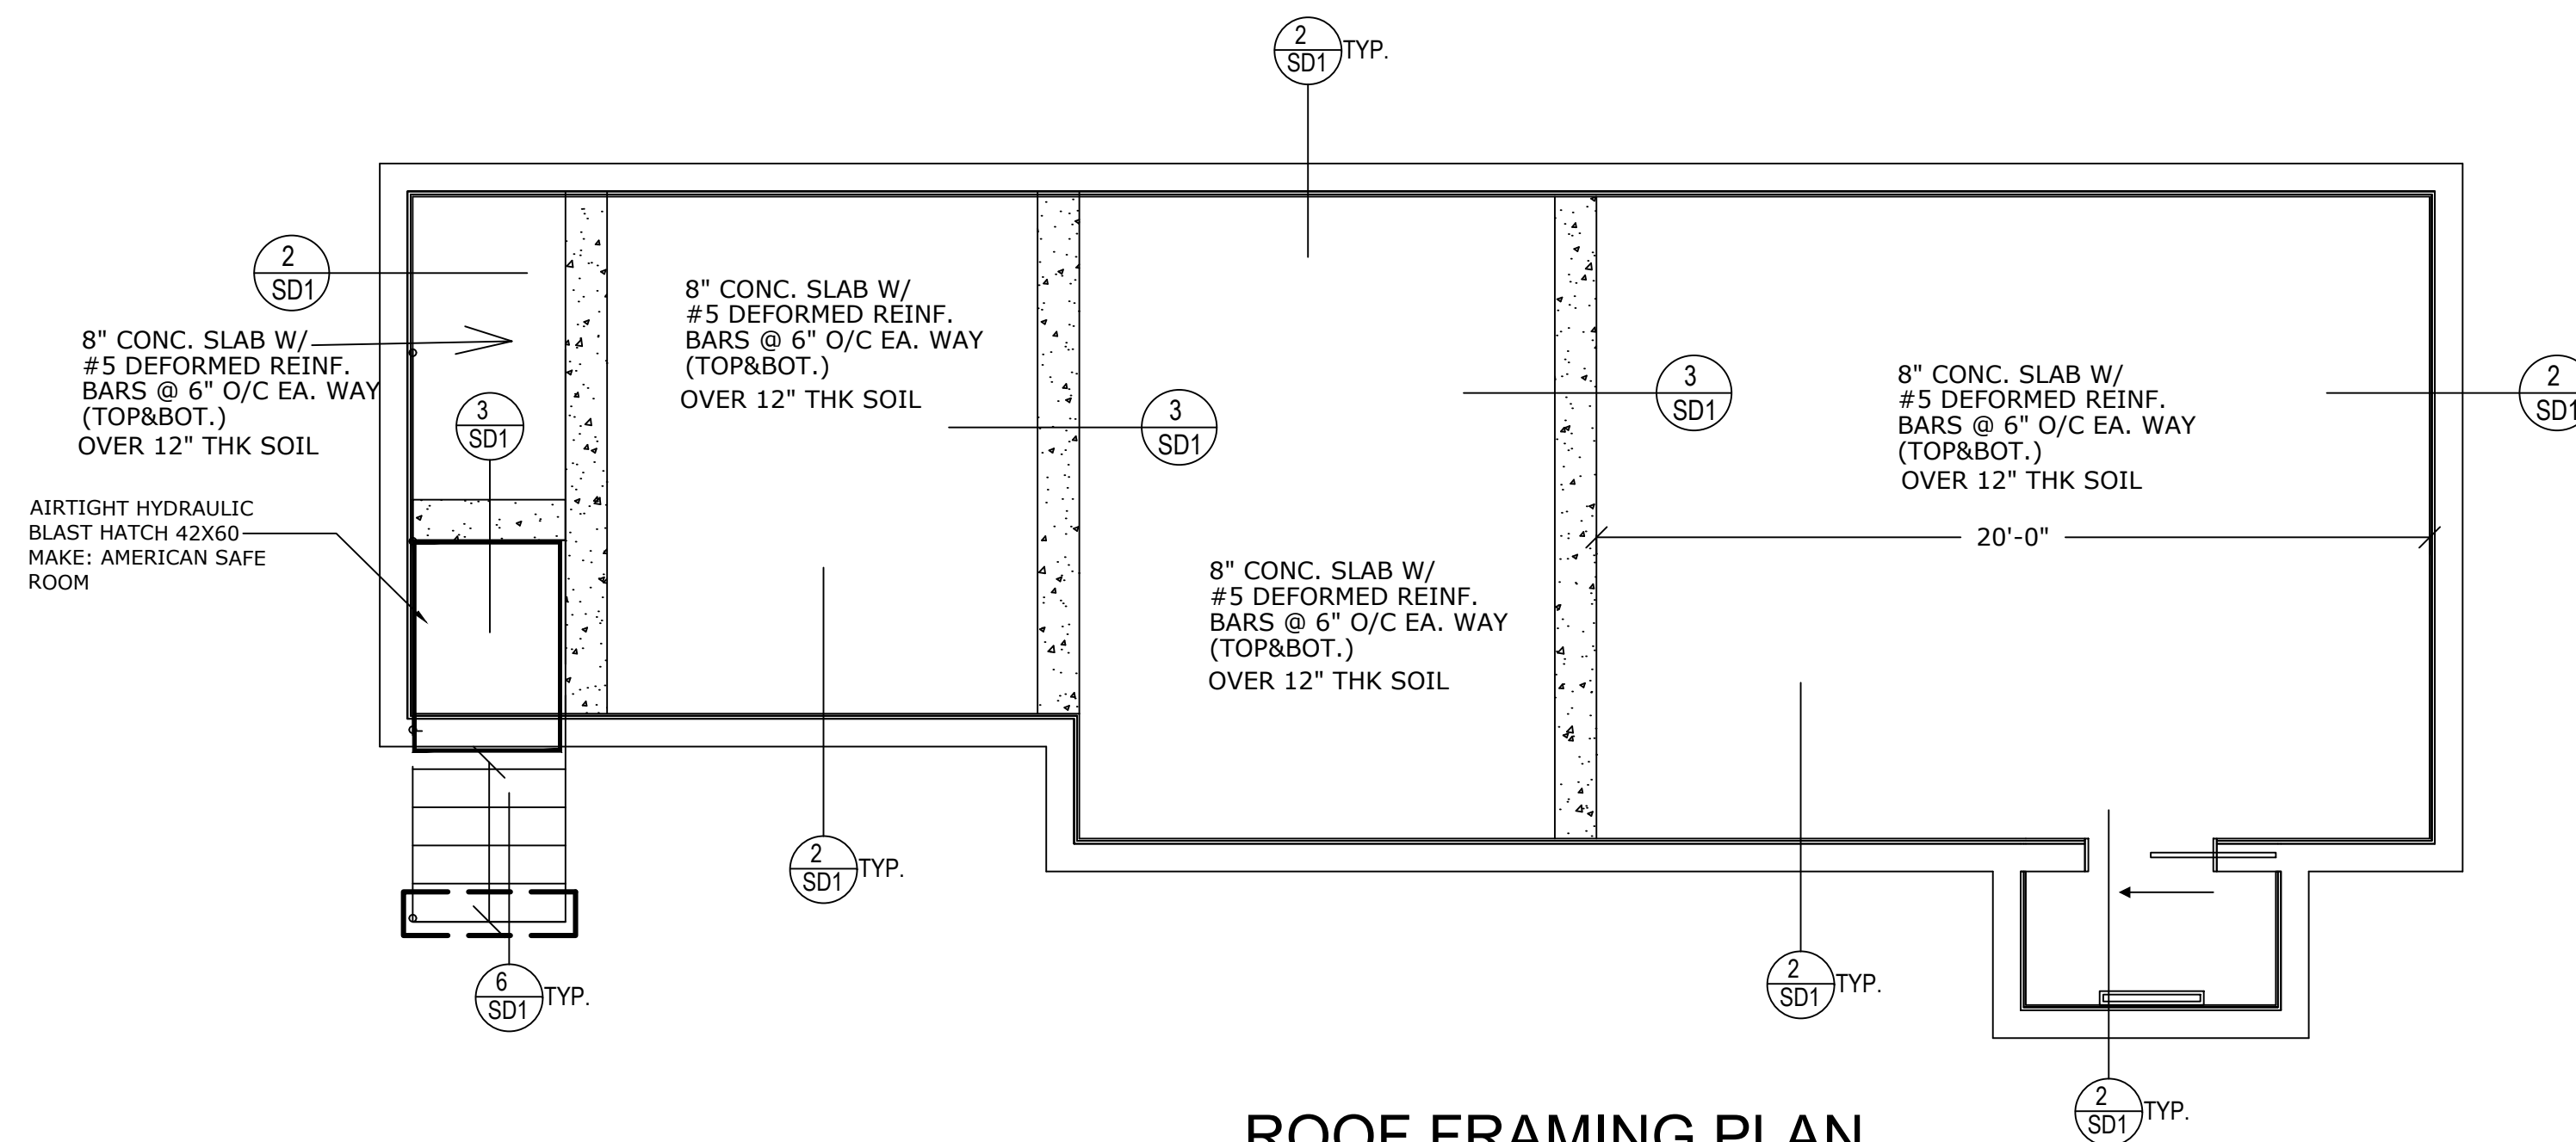 2
SD1
TYP.
2
SD1
8" CONC. SLAB W/
#5 DEFORMED REINF.
BARS @ 6" O/C EA. WAY
(TOP&BOT.)
OVER 12" THK SOIL
3
SD1
AIRTIGHT HYDRAULIC
BLAST HATCH 42X60
MAKE: AMERICAN SAFE
ROOM
8" CONC. SLAB W/
#5 DEFORMED REINF.
BARS @ 6" O/C EA. WAY
(TOP&BOT.)
OVER 12" THK SOIL
3
SD1
3
SD1
8" CONC. SLAB W/
#5 DEFORMED REINF.
BARS @ 6" O/C EA. WAY
(TOP&BOT.)
OVER 12" THK SOIL
2
SD1
20'-0"
8" CONC. SLAB W/
#5 DEFORMED REINF.
BARS @ 6" O/C EA. WAY
(TOP&BOT.)
OVER 12" THK SOIL
2
SD1
TYP.
6
SD1
TYP.
2
SD1
TYP.
2
SD1
TYP.
ROOF FRAMING PLAN